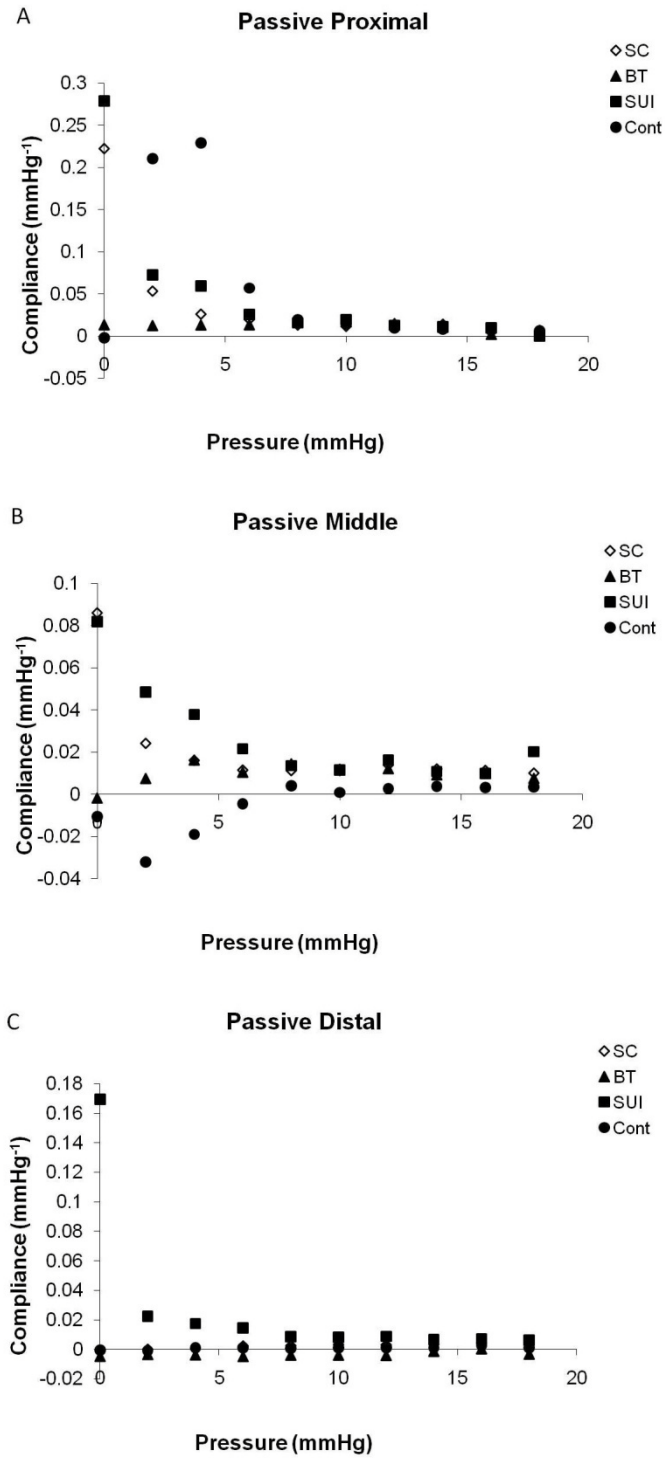 A
Passive Proximal
SC
BT
SUI
Cont
Compliance (mmHg-1)
0.3
0.25
0.2
0.15
0.1
0.05
0
-0.05
0 5 10 15 20
Pressure (mmHg)
B
Passive Middle
SC
BT
SUI
Cont
Compliance (mmHg-1)
0.1
0.08
0.06
0.04
0.02
0
-0.02
-0.04
0 5 10 15 20
Pressure (mmHg)
C
Passive Distal
SC
BT
SUI
Cont
Compliance (mmHg-1)
0.18
0.16
0.14
0.12
0.1
0.08
0.06
0.04
0.02
0
-0.02
0 5 10 15 20
Pressure (mmHg)